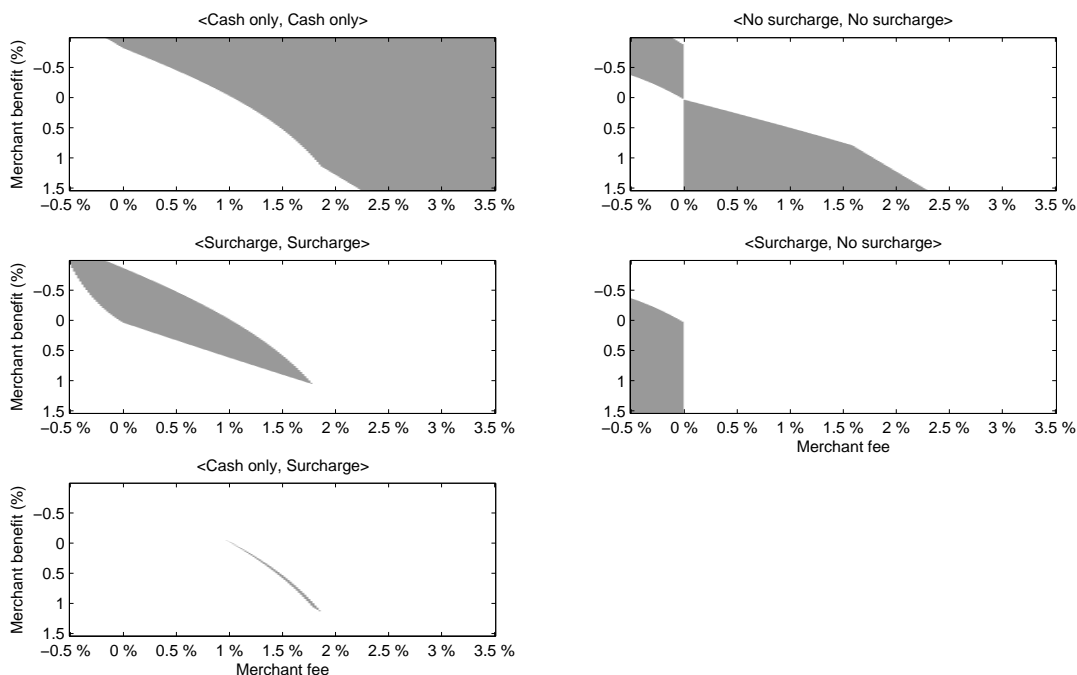 <Cash only, Cash only>
Merchant benefit (%)
−0.5
0
0.5
1
1.5
−0.5 % 0 % 0.5 % 1 % 1.5 % 2 % 2.5 % 3 % 3.5 %
<No surcharge, No surcharge>
−0.5
0
0.5
1
1.5
−0.5 % 0 % 0.5 % 1 % 1.5 % 2 % 2.5 % 3 % 3.5 %
<Surcharge, Surcharge>
Merchant benefit (%)
−0.5
0
0.5
1
1.5
−0.5 % 0 % 0.5 % 1 % 1.5 % 2 % 2.5 % 3 % 3.5 %
<Surcharge, No surcharge>
−0.5
0
0.5
1
1.5
−0.5 % 0 % 0.5 % 1 % 1.5 % 2 % 2.5 % 3 % 3.5 %
Merchant fee
<Cash only, Surcharge>
Merchant benefit (%)
−0.5
0
0.5
1
1.5
−0.5 % 0 % 0.5 % 1 % 1.5 % 2 % 2.5 % 3 % 3.5 %
Merchant fee